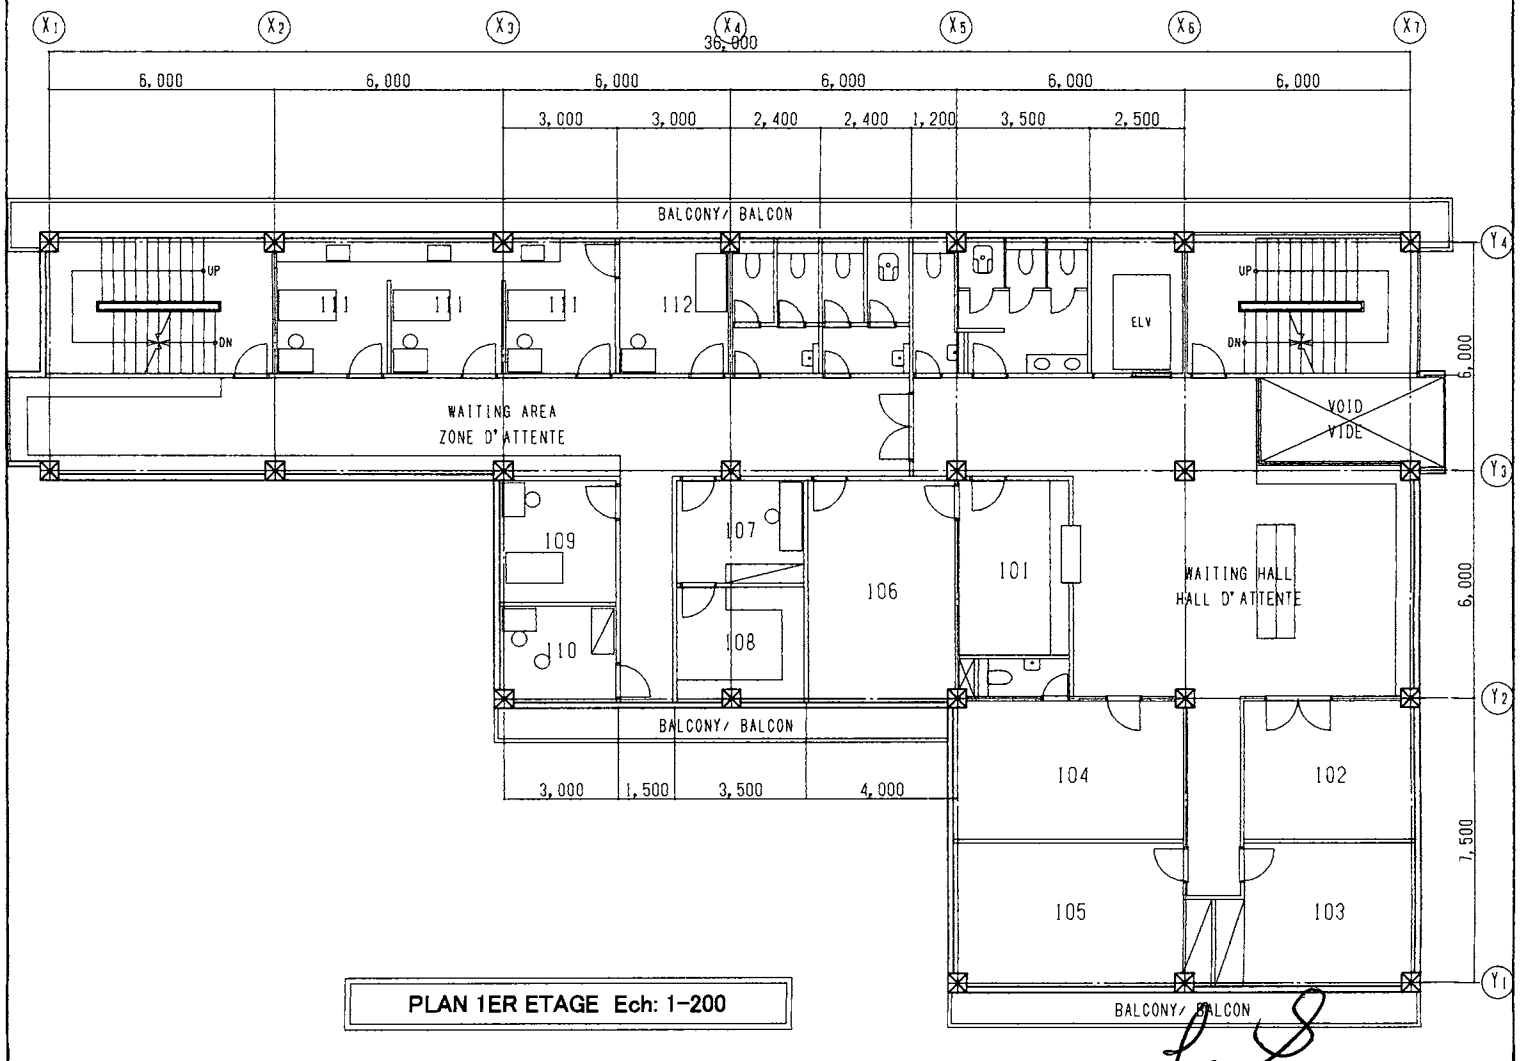 X1 X2 X3 X4 X5 X6 X7
36,000
6,000 6,000 6,000 6,000 6,000 6,000
3,000 3,000 2,400 2,400 1,200 3,500 2,500
BALCONY/ BALCON
Y4
UP UP
111 111 111 112
ELV
DN DN
6,000
WAITING AREA
ZONE D'ATTENTE
VOID
VIDE
Y3
109 107 101
106
WAITING HALL
HALL D'ATTENTE
6,000
110 108
Y2
BALCONY/ BALCON
104 102
3,000 1,500 3,500 4,000
7,500
105 103
Y1
PLAN 1ER ETAGE Ech: 1-200
BALCONY/ BALCON